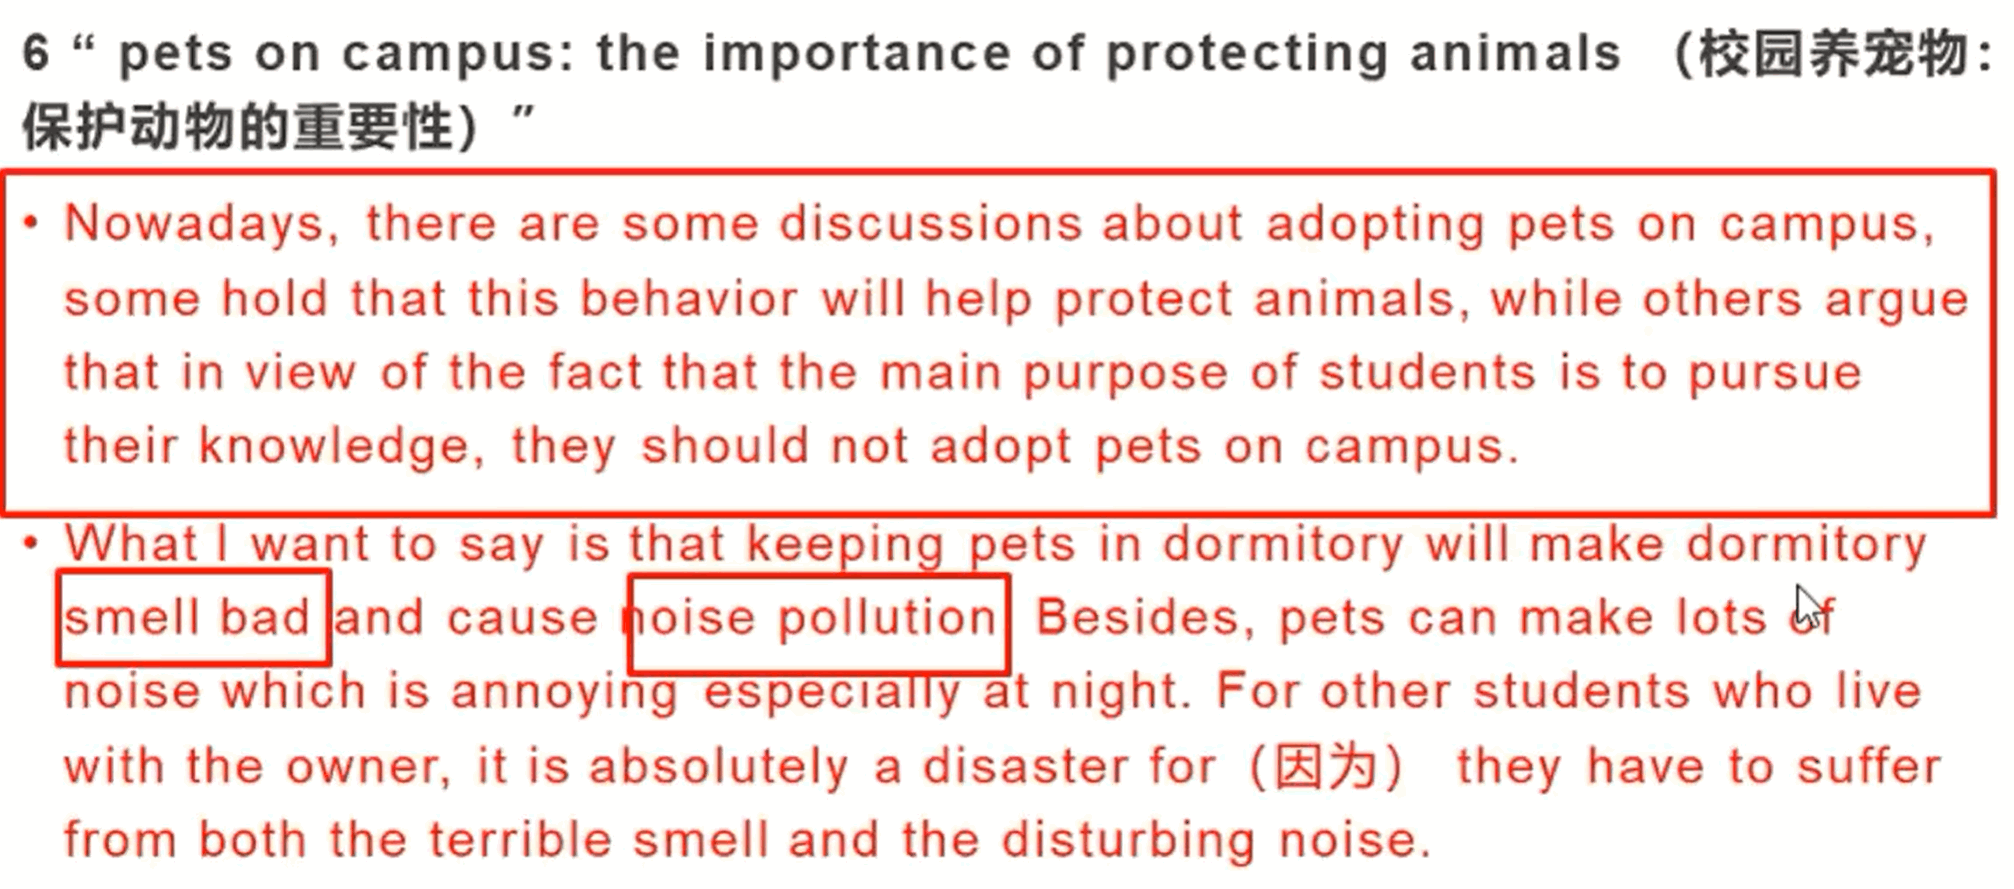 6 “ pets on campus: the importance of protecting animals （校园养宠物：
保护动物的重要性）”
• Nowadays, there are some discussions about adopting pets on campus,
some hold that this behavior will help protect animals, while others argue
that in view of the fact that the main purpose of students is to pursue
their knowledge, they should not adopt pets on campus.
• What I want to say is that keeping pets in dormitory will make dormitory
smell bad and cause noise pollution Besides, pets can make lots of
noise which is annoying especially at night. For other students who live
with the owner, it is absolutely a disaster for（因为） they have to suffer
from both the terrible smell and the disturbing noise.